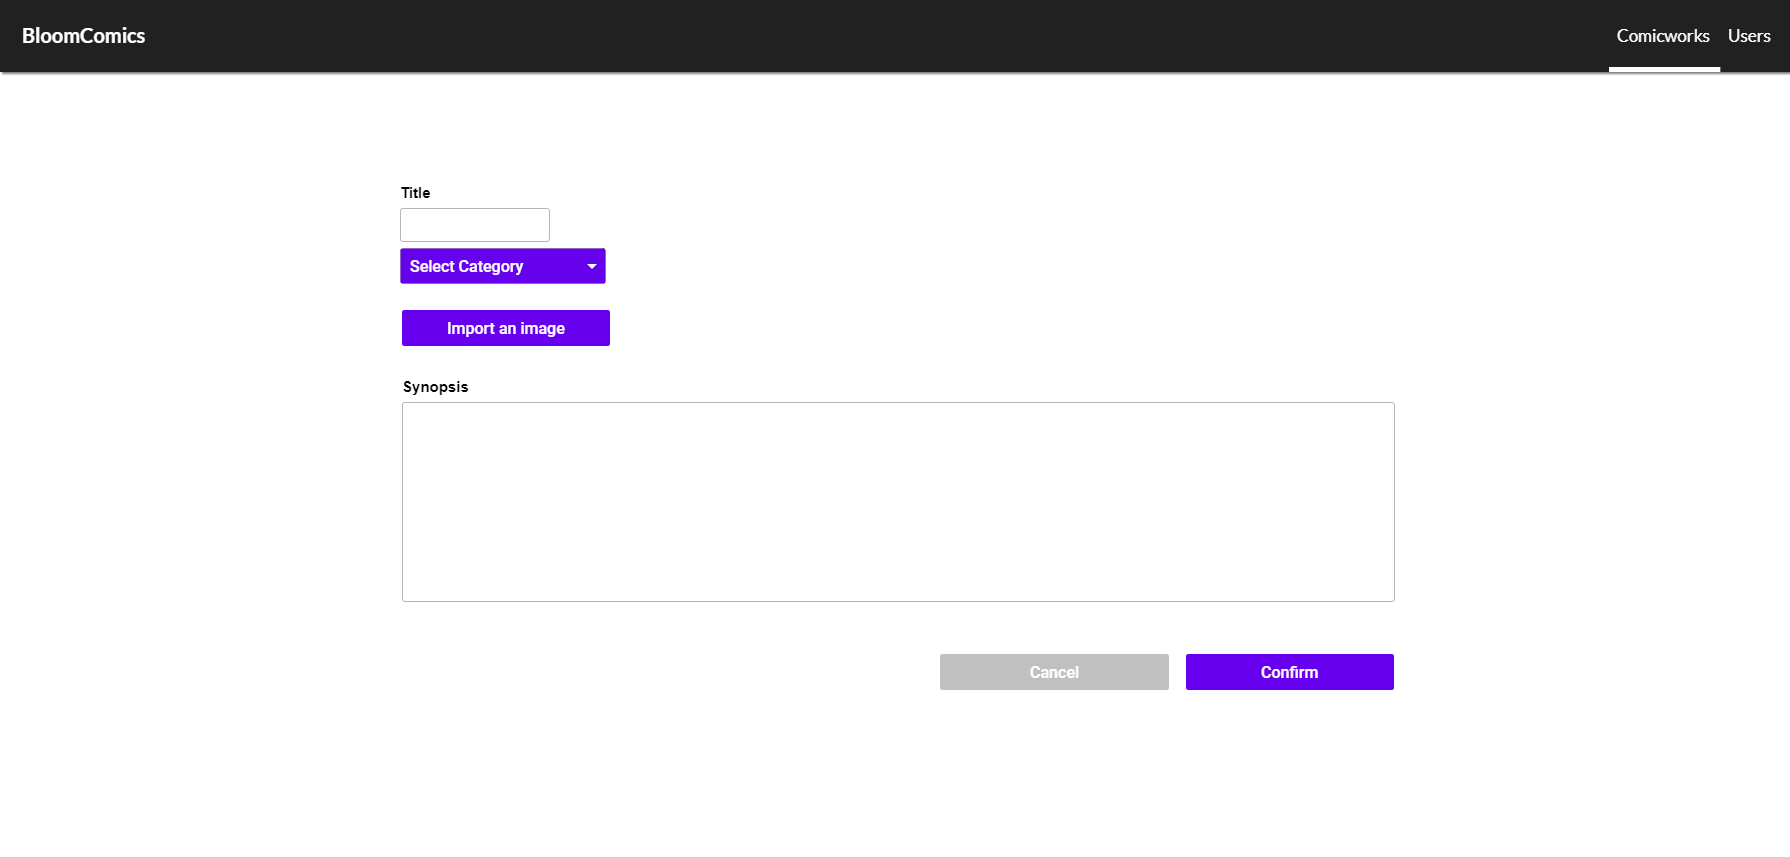 BloomComics
Comicworks Users
Title
Select Category
Import an image
Synopsis
Cancel Confirm